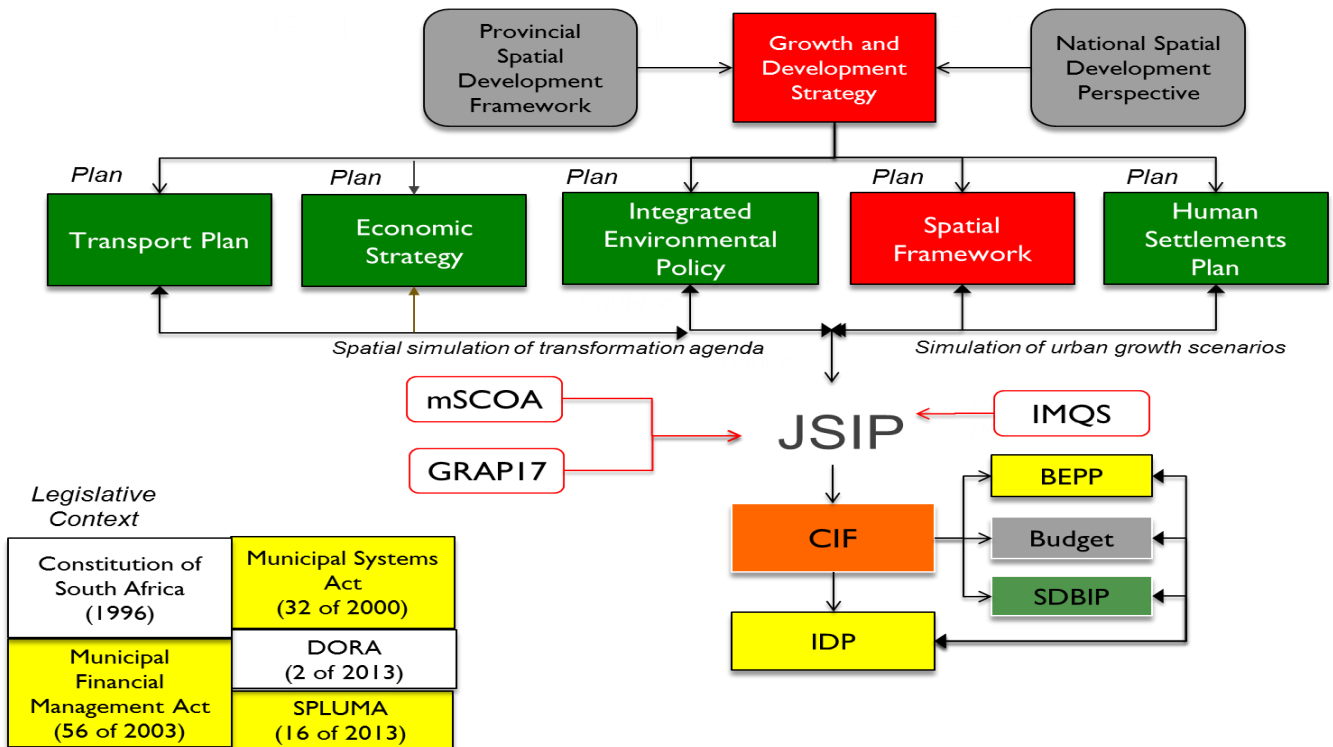 Provincial
Spatial
Development
Framework
Growth and
Development
Strategy
National Spatial
Development
Perspective
Plan
Plan
Plan
Plan
Plan
Transport Plan
Economic
Strategy
Integrated
Environmental
Policy
Spatial
Framework
Human
Settlements
Plan
Spatial simulation of transformation agenda
Simulation of urban growth scenarios
mSCOA
GRAP17
JSIP
IMQS
BEPP
CIF
Budget
SDBIP
IDP
Legislative
Context
Constitution of
South Africa
(1996)
Municipal Systems
Act
(32 of 2000)
Municipal
Financial
Management Act
(56 of 2003)
DORA
(2 of 2013)
SPLUMA
(16 of 2013)